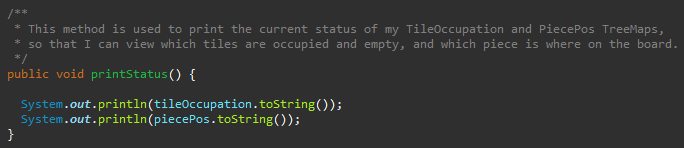 /**
 * This method is used to print the current status of my TileOccupation and PiecePos TreeMaps,
 * so that I can view which tiles are occupied and empty, and which piece is where on the board.
 */
public void printStatus() {
  System.out.println(tileOccupation.toString());
  System.out.println(piecePos.toString());
}